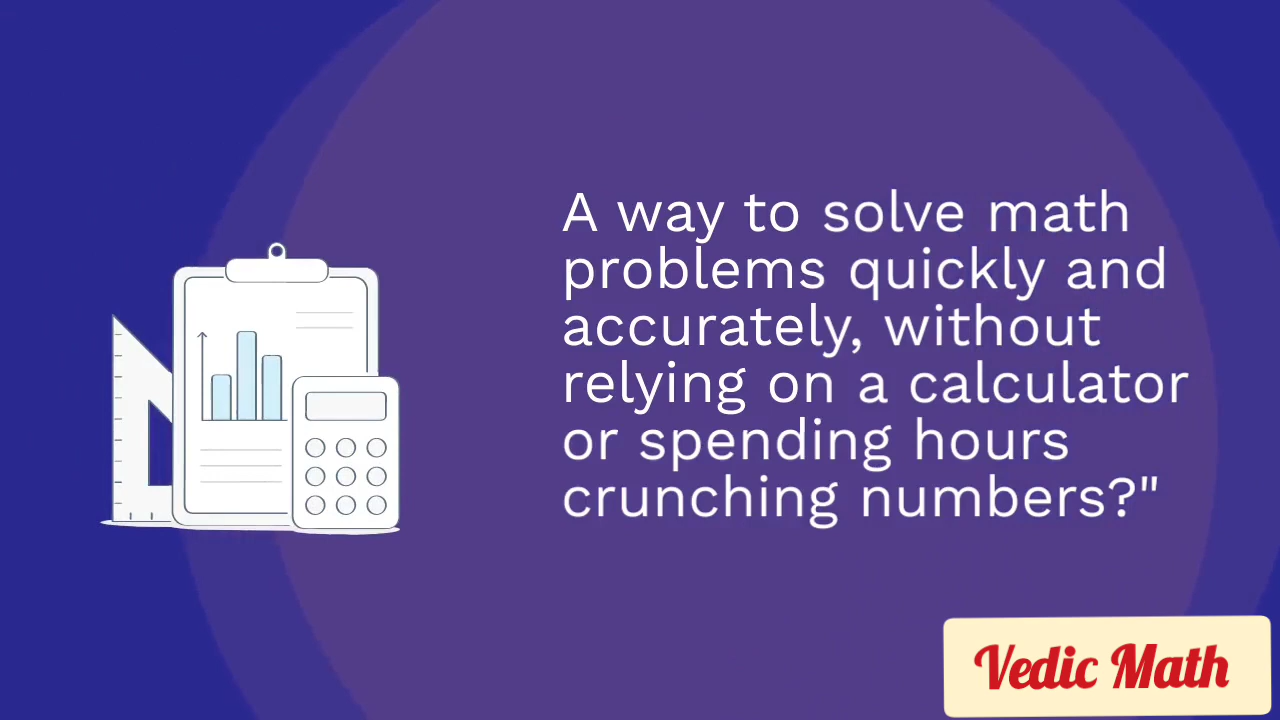 A way to solve math
problems quickly and
accurately, without
relying on a calculator
or spending hours
crunching numbers?"
Vedic Math